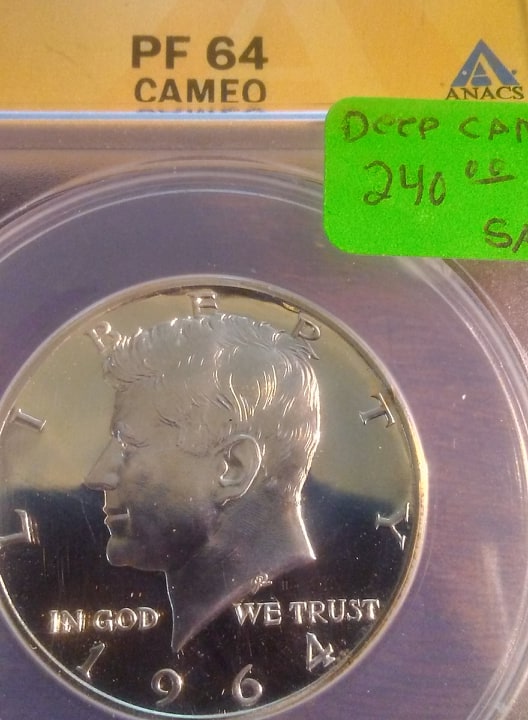 PF 64
CAMEO
ANACS
Deep CAM
240 00
LIBERTY
IN GOD WE TRUST
1964